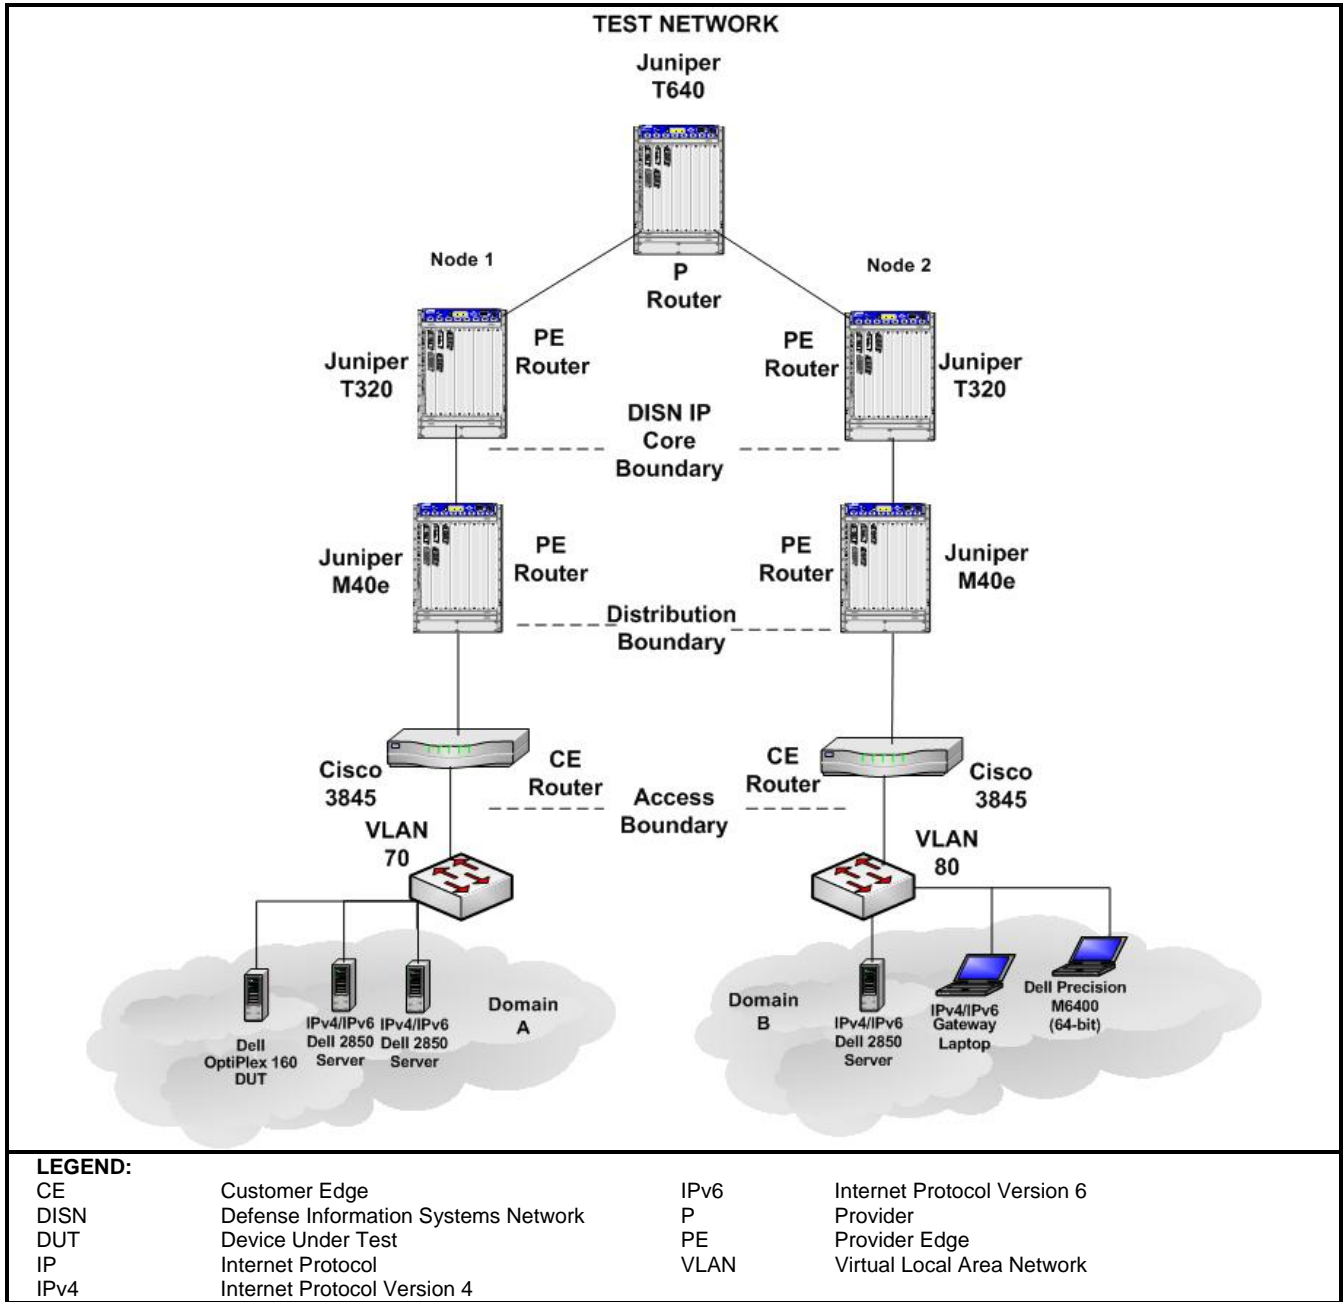 TEST NETWORK
Juniper
T640
P
Router
Node 1
Node 2
Juniper
T320
PE
Router
PE
Router
Juniper
T320
DISN IP
Core
Boundary
Juniper
M40e
PE
Router
PE
Router
Juniper
M40e
Distribution
Boundary
Cisco
3845
CE
Router
CE
Router
Cisco
3845
Access
Boundary
VLAN
70
VLAN
80
Dell
OptiPlex 160
DUT
IPv4/IPv6
Dell 2850
Server
IPv4/IPv6
Dell 2850
Server
Domain
A
Domain
B
IPv4/IPv6
Dell 2850
Server
IPv4/IPv6
Gateway
Laptop
Dell Precision
M6400
(64-bit)
LEGEND:
CE Customer Edge
DISN Defense Information Systems Network
DUT Device Under Test
IP Internet Protocol
IPv4 Internet Protocol Version 4
IPv6 Internet Protocol Version 6
P Provider
PE Provider Edge
VLAN Virtual Local Area Network